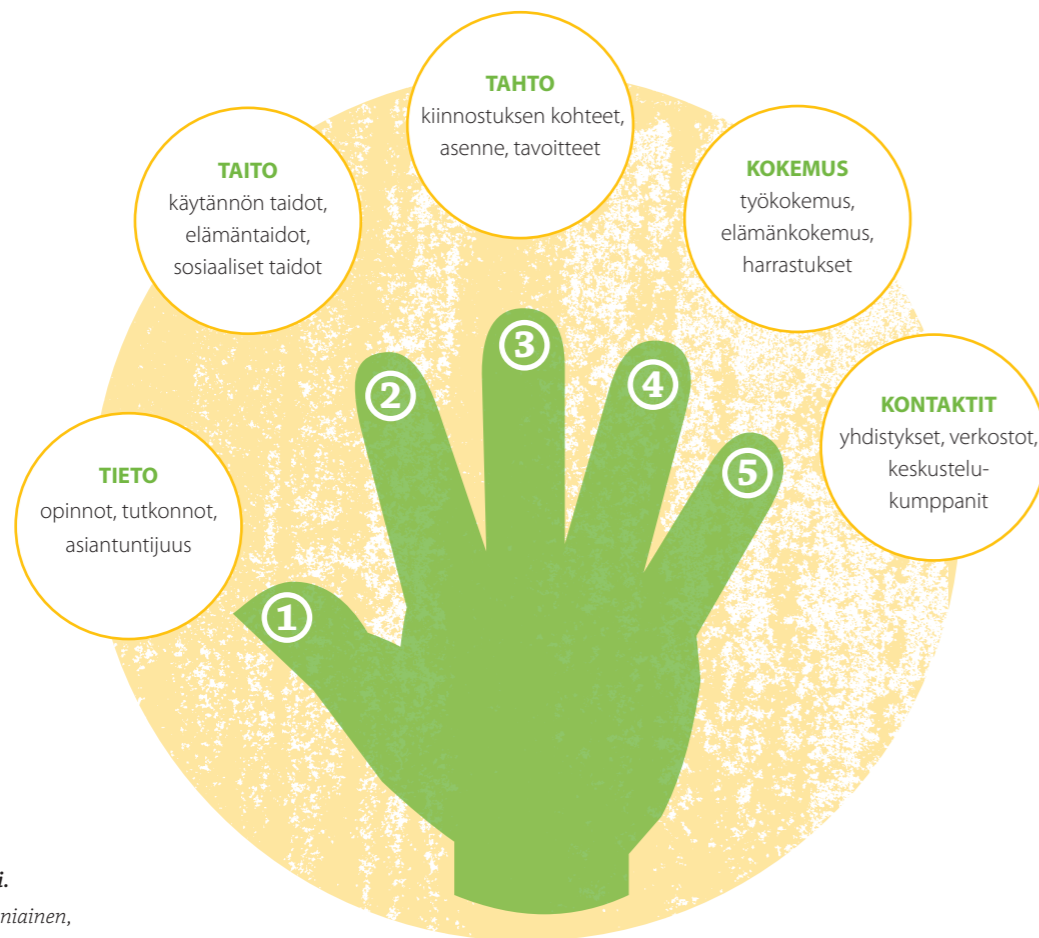 TAHTO
kiinnostuksen kohteet,
asenne, tavoitteet
TAITO
käytännön taidot,
elämäntaidot,
sosiaaliset taidot
KOKEMUS
työkokemus,
elämänkokemus,
harrastukset
KONTAKTIT
yhdistykset, verkostot,
keskustelu-
kumppanit
TIETO
opinnot, tutkonnot,
asiantuntijuus
1
2
3
4
5
i.
niainen,